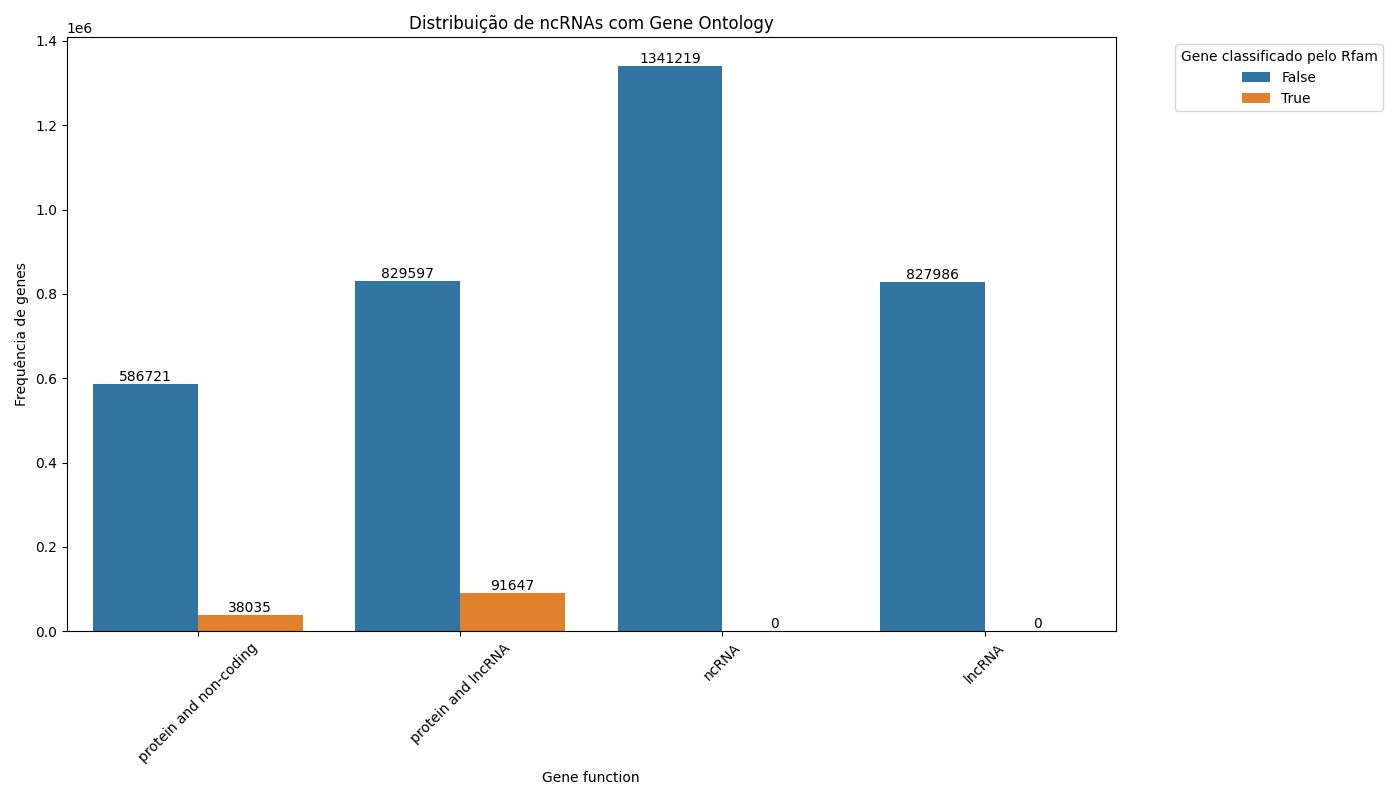 Distribuição de ncRNAs com Gene Ontology
1e6
1.4
1.2
1.0
0.8
0.6
0.4
0.2
0.0
Frequência de genes
586721
38035
829597
91647
1341219
0
827986
0
protein and non-coding
protein and lncRNA
ncRNA
lncRNA
Gene function
Gene classificado pelo Rfam
False
True